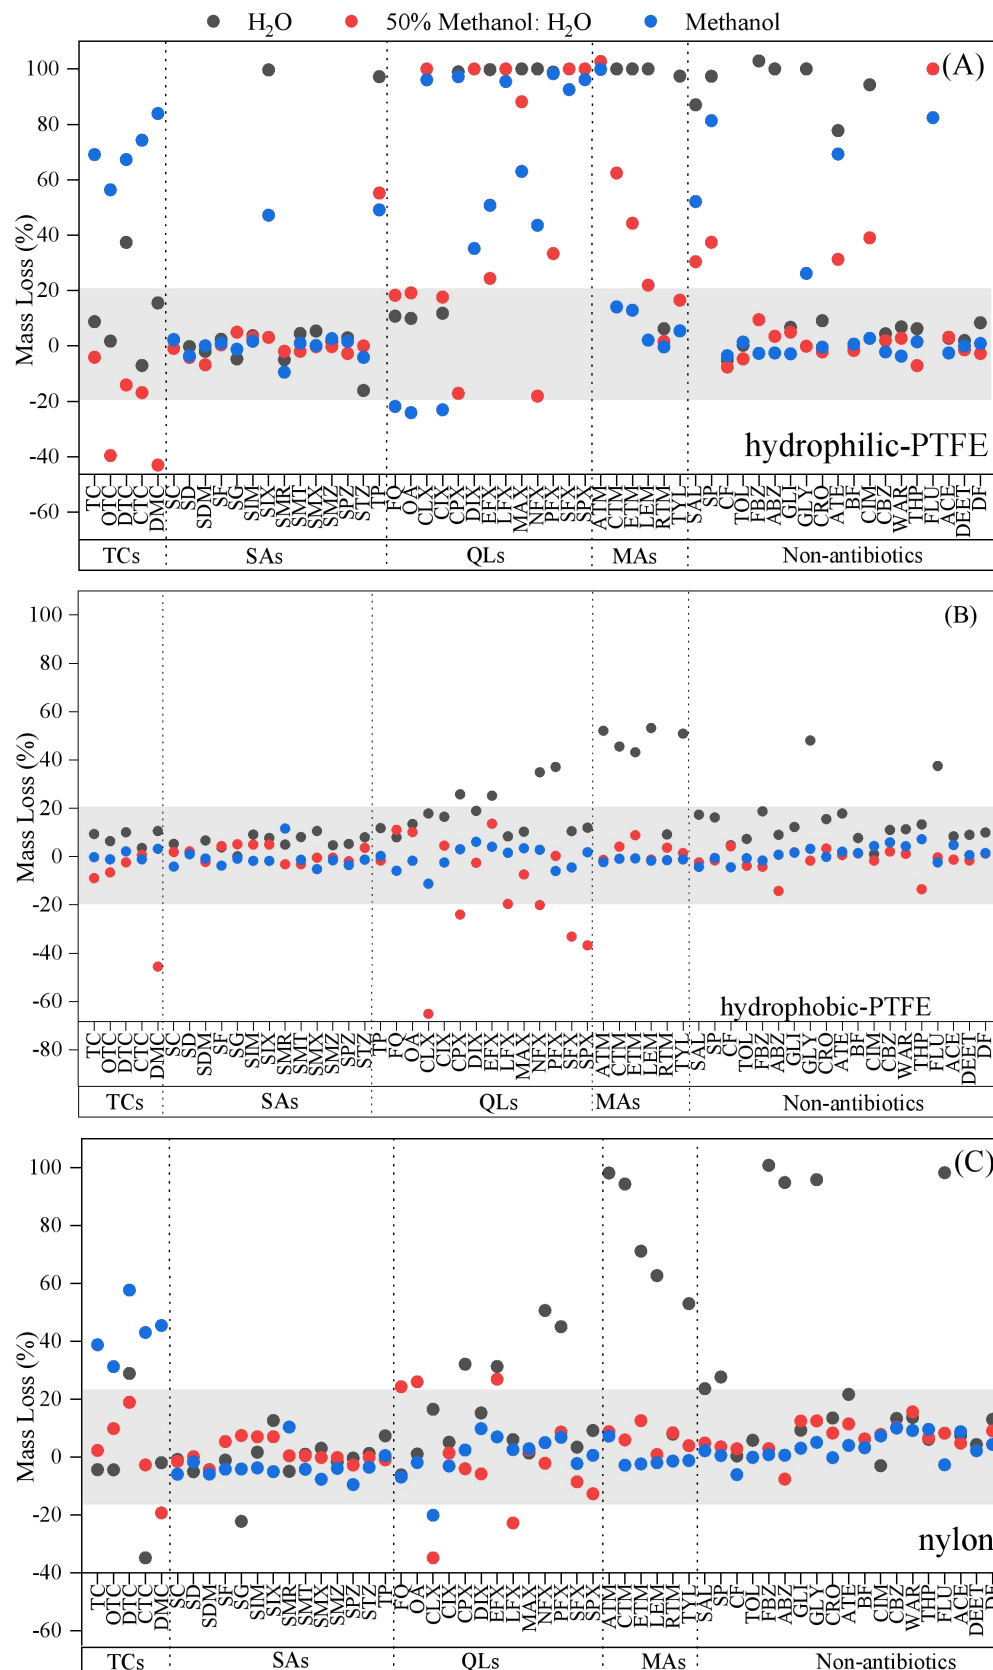 H₂O 50% Methanol: H₂O Methanol
(A)
Mass Loss (%)
100
80
60
40
20
0
-20
-40
-60
hydrophilic-PTFE
TC OTC DTC CTC DMC SC SD SDM SF SG SIM SIX SMR SMT SMX SMZ SPZ STZ TP FQ OA CLX CIX CPX DIX EFX LFX MAX NFX PFX SFX SPX ATM CTM ETM LEM RTM TYL SAL SP CF TOL FBZ ABZ GLI GLY CRO ATE BF CIM CBZ WAR THP FLU ACE DEET DF
TCs SAs QLs MAs Non-antibiotics
(B)
Mass Loss (%)
100
80
60
40
20
0
-20
-40
-60
-80
hydrophobic-PTFE
TC OTC DTC CTC DMC SC SD SDM SF SG SIM SIX SMR SMT SMX SMZ SPZ STZ TP FQ OA CLX CIX CPX DIX EFX LFX MAX NFX PFX SFX SPX ATM CTM ETM LEM RTM TYL SAL SP CF TOL FBZ ABZ GLI GLY CRO ATE BF CIM CBZ WAR THP FLU ACE DEET DF
TCs SAs QLs MAs Non-antibiotics
(C)
Mass Loss (%)
100
80
60
40
20
0
-20
-40
-60
nylon
TC OTC DTC CTC DMC SC SD SDM SF SG SIM SIX SMR SMT SMX SMZ SPZ STZ TP FQ OA CLX CIX CPX DIX EFX LFX MAX NFX PFX SFX SPX ATM CTM ETM LEM RTM TYL SAL SP CF TOL FBZ ABZ GLI GLY CRO ATE BF CIM CBZ WAR THP FLU ACE DEET DF
TCs SAs QLs MAs Non-antibiotics